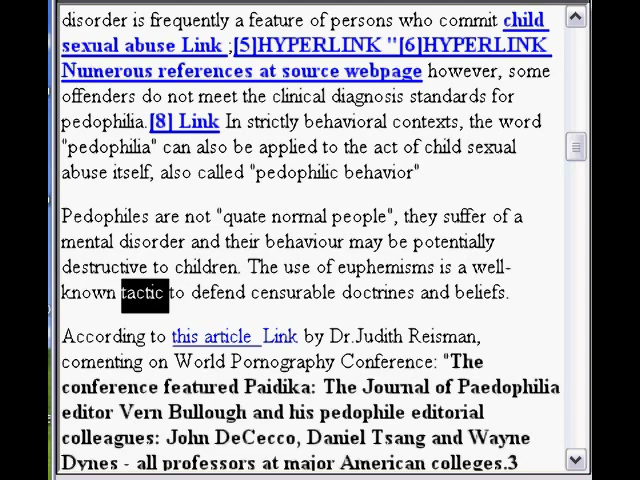 disorder is frequently a feature of persons who commit child
sexual abuse Link ;[5]HYPERLINK "[6]HYPERLINK
Numerous references at source webpage however, some
offenders do not meet the clinical diagnosis standards for
pedophilia.[8] Link In strictly behavioral contexts, the word
"pedophilia" can also be applied to the act of child sexual
abuse itself, also called "pedophilic behavior"
Pedophiles are not "quate normal people", they suffer of a
mental disorder and their behaviour may be potentially
destructive to children. The use of euphemisms is a well-
known tactic to defend censurable doctrines and beliefs.
According to this article Link by Dr.Judith Reisman,
comenting on World Pornography Conference: "The
conference featured Paidika: The Journal of Paedophilia
editor Vern Bullough and his pedophile editorial
colleagues: John DeCecco, Daniel Tsang and Wayne
Dynes - all professors at major American colleges.3